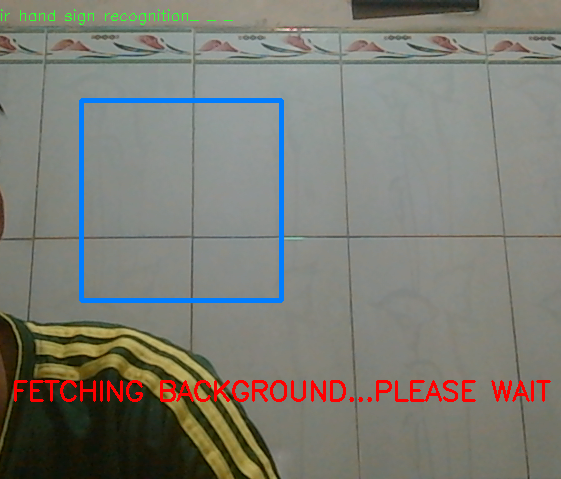 ir hand sign recognition_ _ _
FETCHING BACKGROUND...PLEASE WAIT